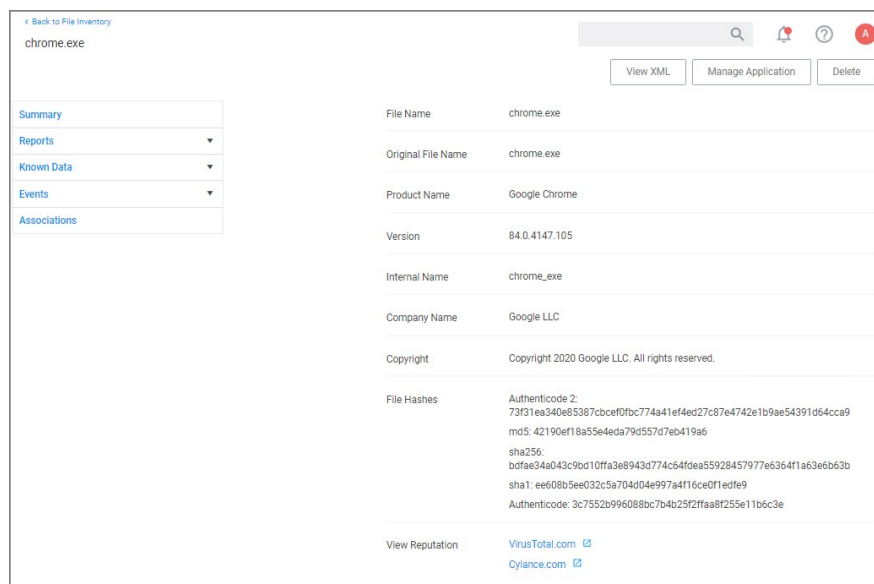 ‹ Back to File Inventory
chrome.exe
A
View XML
Manage Application
Delete
Summary
Reports
Known Data
Events
Associations
File Name chrome.exe
Original File Name chrome.exe
Product Name Google Chrome
Version 84.0.4147.105
Internal Name chrome_exe
Company Name Google LLC
Copyright Copyright 2020 Google LLC. All rights reserved.
File Hashes Authenticode 2:
73f31ea340e85387cbcef0fbc774a41ef4ed27c87e4742e1b9ae54391d64cca9
md5: 42190ef18a55e4eda79d557d7eb419a6
sha256:
bdfae34a043c9bd10ffa3e8943d774c64fdea55928457977e6364f1a63e6b63b
sha1: ee608b5ee032c5a704d04e997a4f16ce0f1edfe9
Authenticode: 3c7552b996088bc7b4b25f2ffaa8f255e11b6c3e
View Reputation VirusTotal.com
Cylance.com